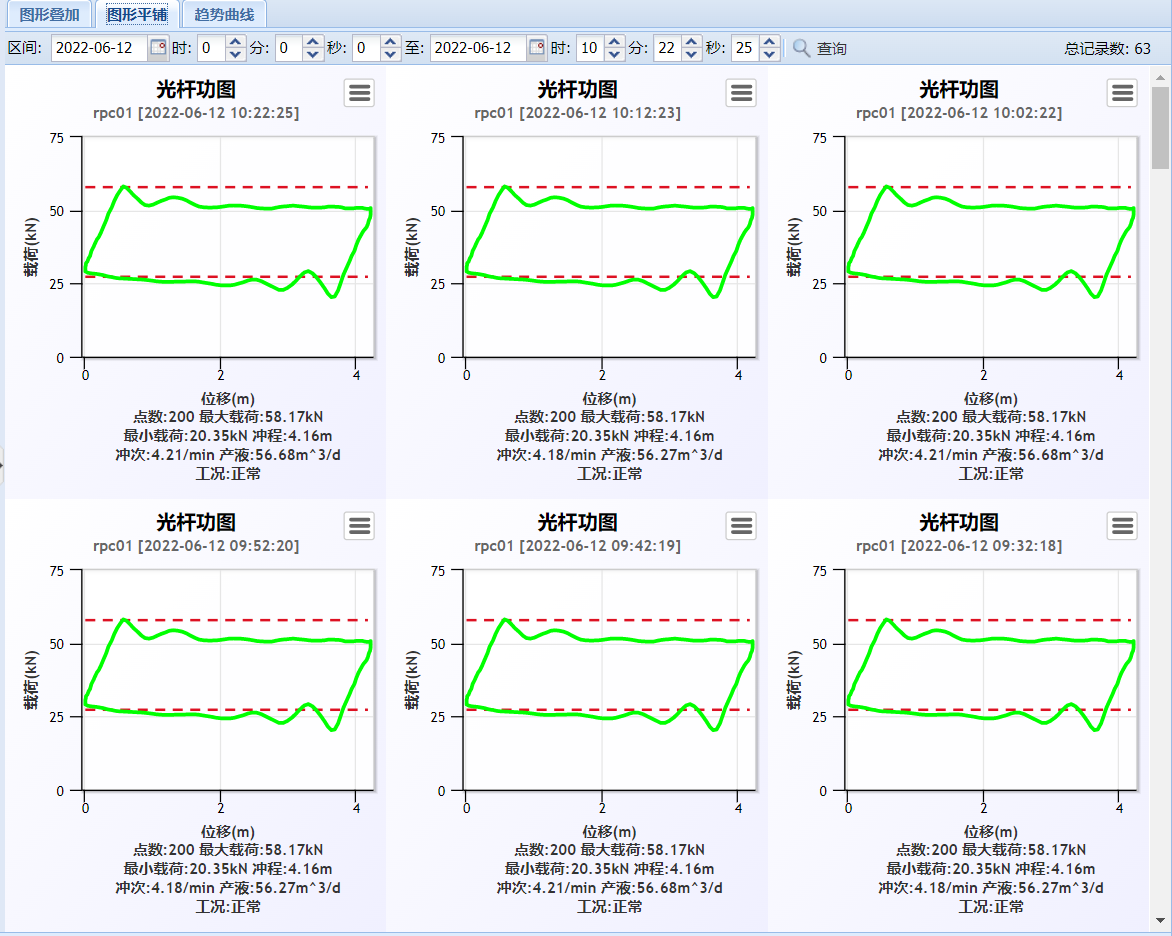 图形叠加 图形平铺 趋势曲线
区间: 2022-06-12 时: 0 分: 0 秒: 0 至: 2022-06-12 时: 10 分: 22 秒: 25 查询 总记录数: 63
光杆功图
rpc01 [2022-06-12 10:22:25]
75
50
25
0
载荷(kN)
0 2 4
位移(m)
点数:200 最大载荷:58.17kN
最小载荷:20.35kN 冲程:4.16m
冲次:4.21/min 产液:56.68m^3/d
工况:正常
光杆功图
rpc01 [2022-06-12 10:12:23]
75
50
25
0
载荷(kN)
0 2 4
位移(m)
点数:200 最大载荷:58.17kN
最小载荷:20.35kN 冲程:4.16m
冲次:4.18/min 产液:56.27m^3/d
工况:正常
光杆功图
rpc01 [2022-06-12 10:02:22]
75
50
25
0
载荷(kN)
0 2 4
位移(m)
点数:200 最大载荷:58.17kN
最小载荷:20.35kN 冲程:4.16m
冲次:4.21/min 产液:56.68m^3/d
工况:正常
光杆功图
rpc01 [2022-06-12 09:52:20]
75
50
25
0
载荷(kN)
0 2 4
位移(m)
点数:200 最大载荷:58.17kN
最小载荷:20.35kN 冲程:4.16m
冲次:4.18/min 产液:56.27m^3/d
工况:正常
光杆功图
rpc01 [2022-06-12 09:42:19]
75
50
25
0
载荷(kN)
0 2 4
位移(m)
点数:200 最大载荷:58.17kN
最小载荷:20.35kN 冲程:4.16m
冲次:4.21/min 产液:56.68m^3/d
工况:正常
光杆功图
rpc01 [2022-06-12 09:32:18]
75
50
25
0
载荷(kN)
0 2 4
位移(m)
点数:200 最大载荷:58.17kN
最小载荷:20.35kN 冲程:4.16m
冲次:4.18/min 产液:56.27m^3/d
工况:正常